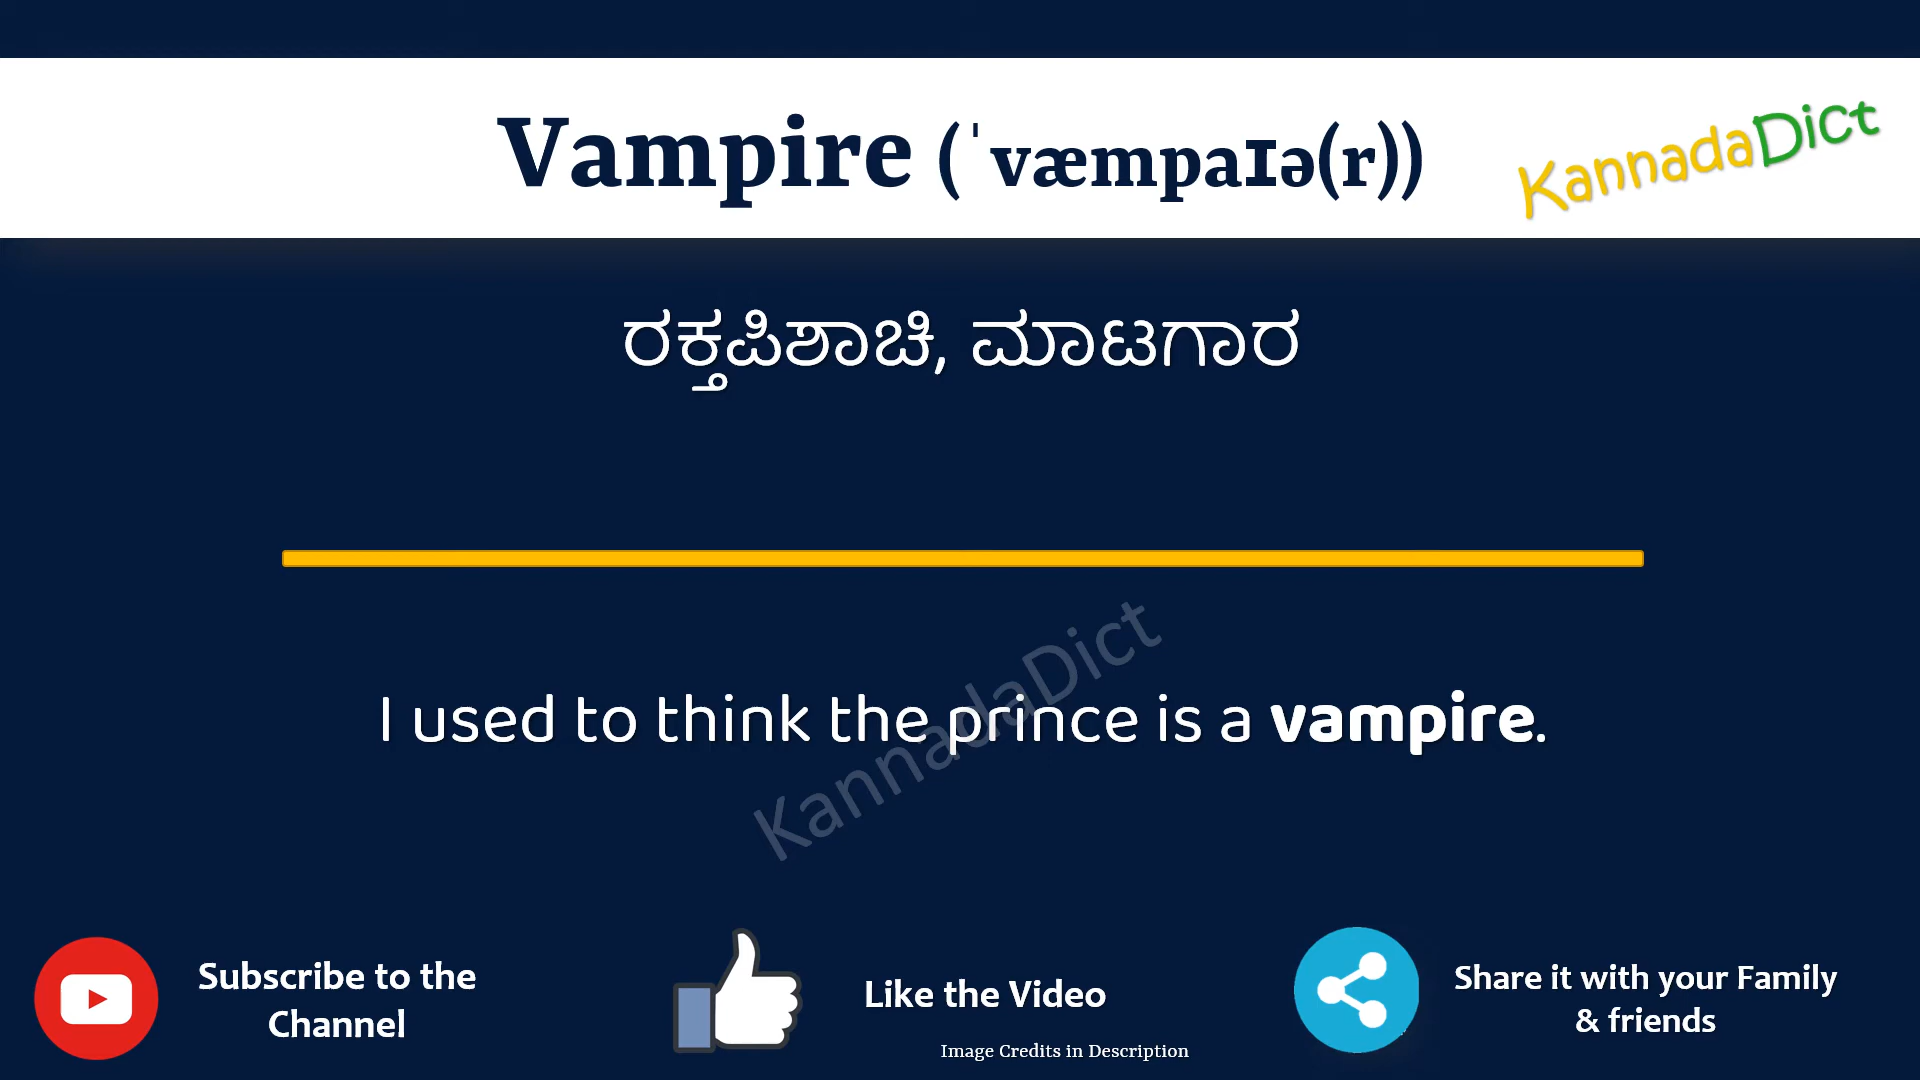 Vampire (ˈvæmpaɪə(r))
KannadaDict
ರಕ್ತಪಿಶಾಚಿ, ಮಾಟಗಾರ
I used to think the prince is a vampire.
KannadaDict
Subscribe to the
Channel
Like the Video
Share it with your Family
& friends
Image Credits in Description